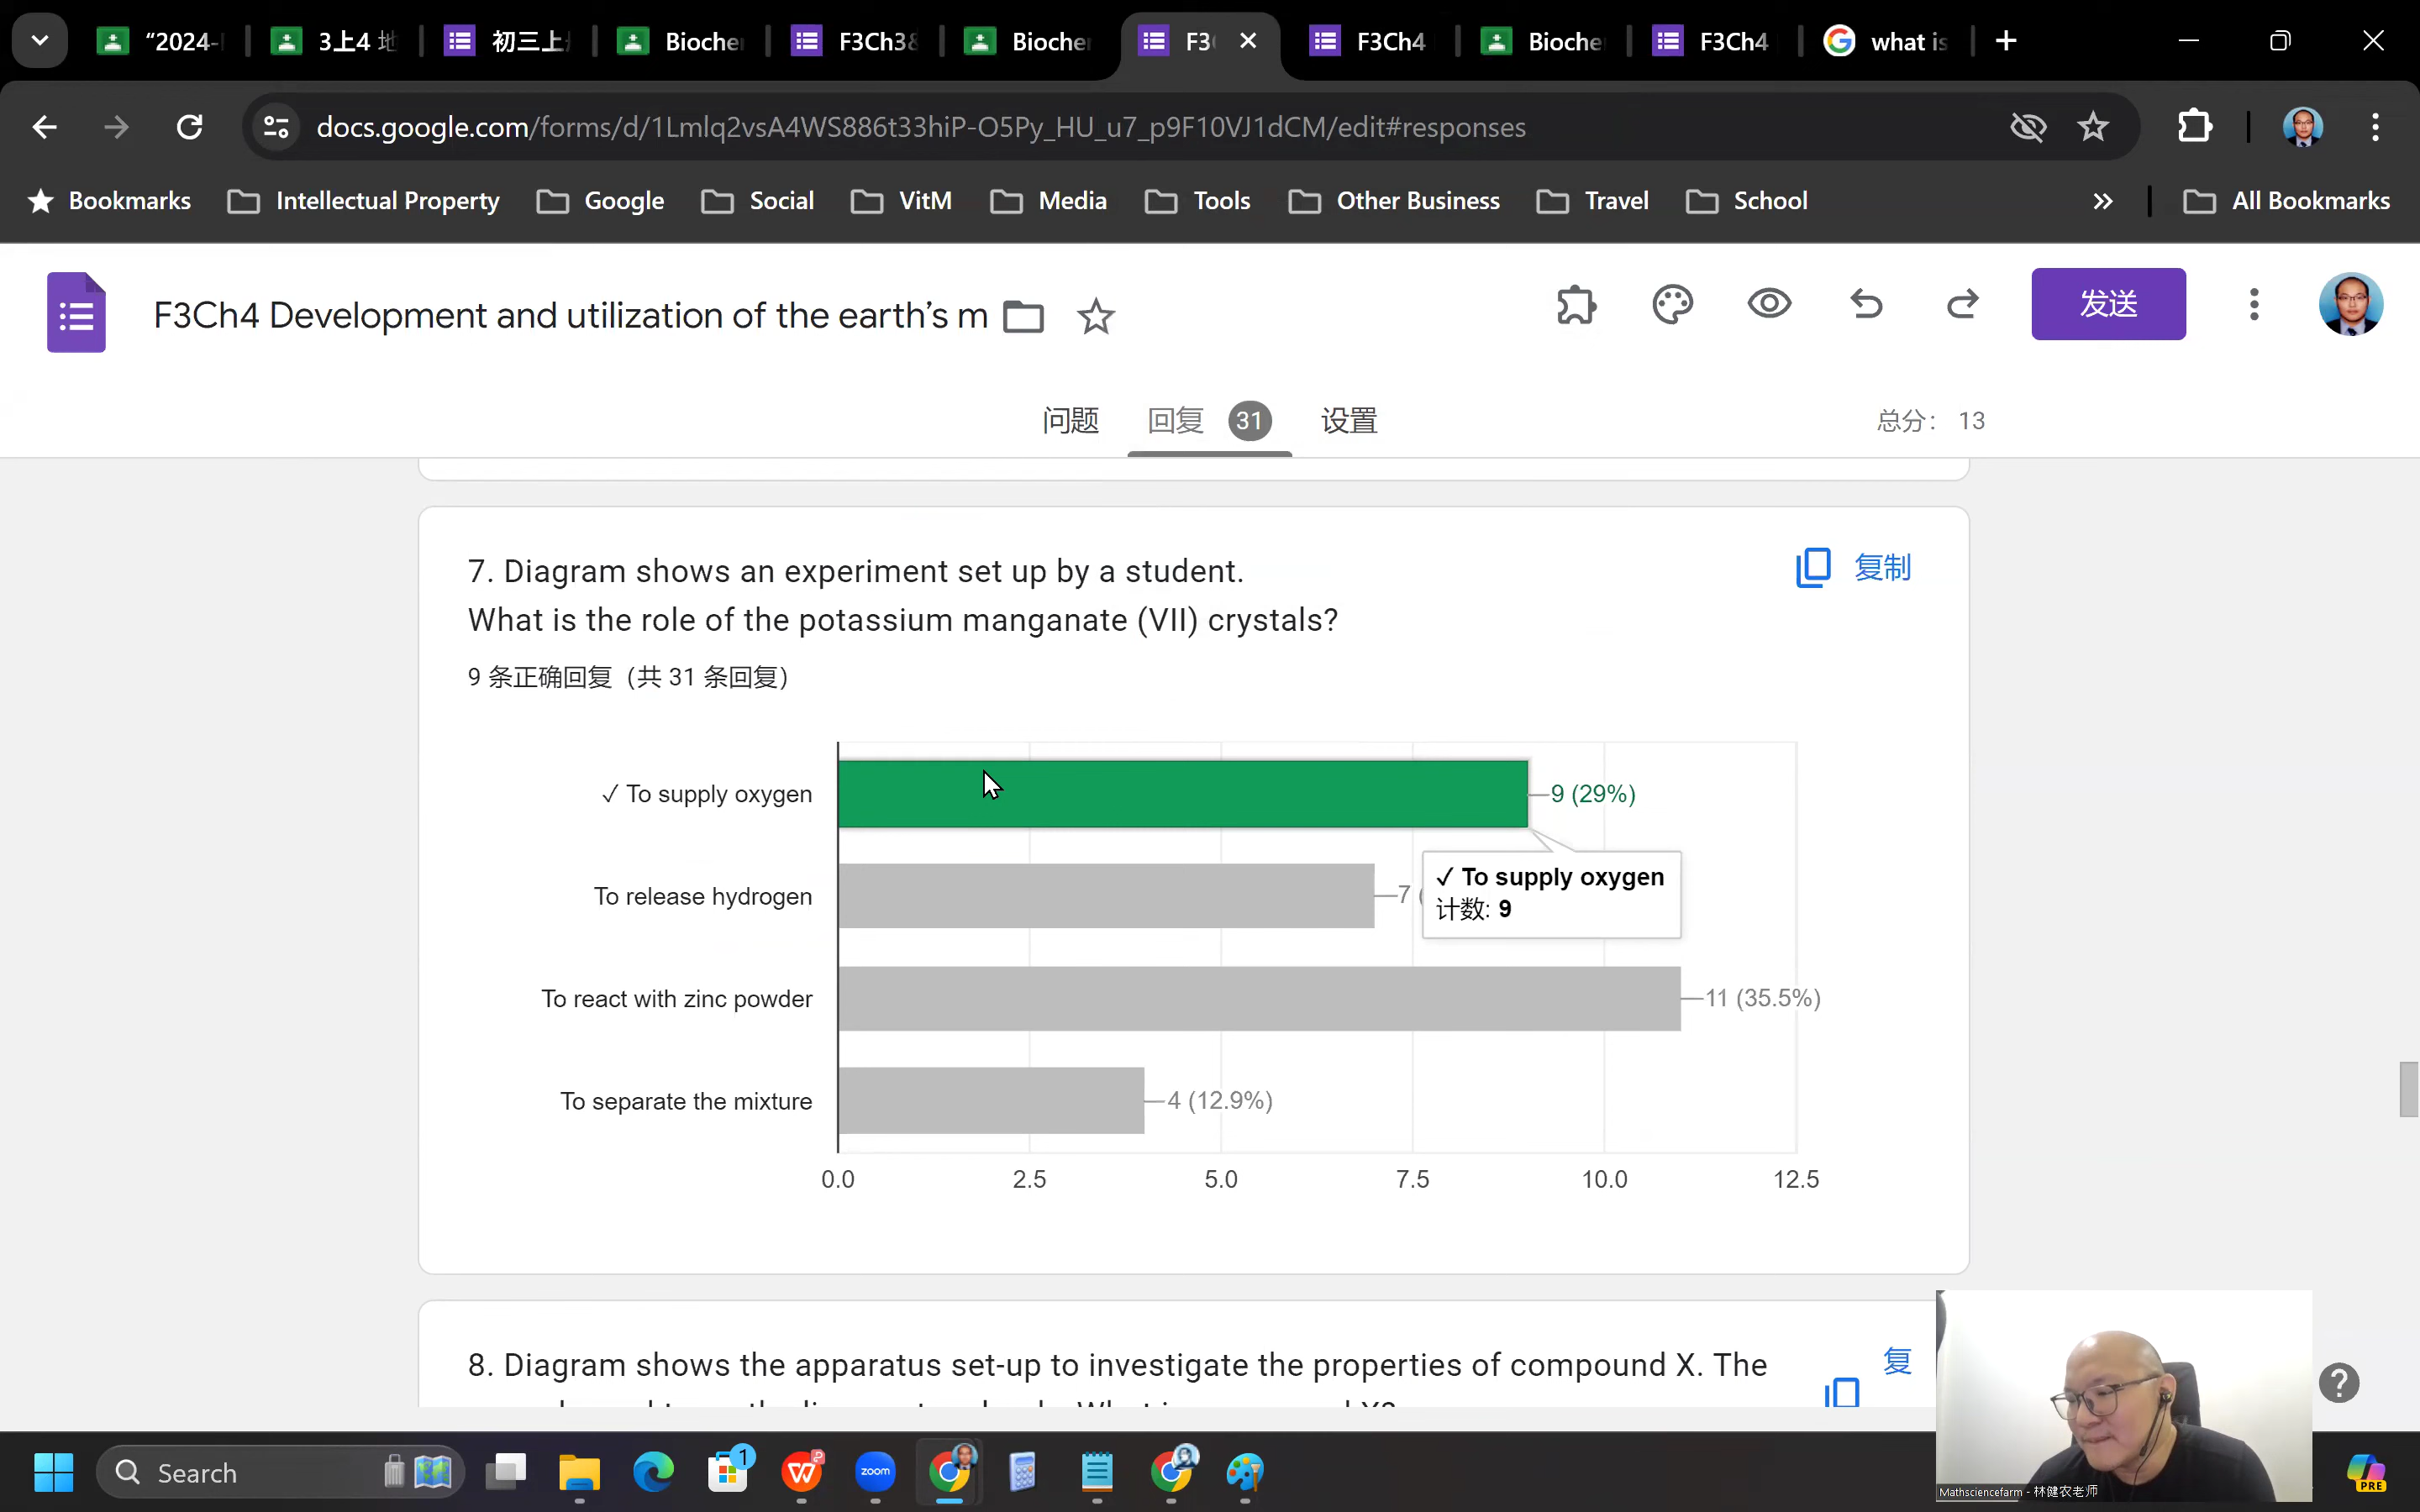 “2024-
3上4 地
初三上
Biocher
F3Ch3&
Biocher
F3
F3Ch4
Bioche
F3Ch4
what is
docs.google.com/forms/d/1Lmlq2vsA4WS886t33hiP-O5Py_HU_u7_p9F10VJ1dCM/edit#responses
Bookmarks
Intellectual Property
Google
Social
VitM
Media
Tools
Other Business
Travel
School
All Bookmarks
F3Ch4 Development and utilization of the earth’s m
发送
问题
回复 31
设置
总分： 13
7. Diagram shows an experiment set up by a student.
What is the role of the potassium manganate (VII) crystals?
复制
9 条正确回复（共 31 条回复）
✓ To supply oxygen
9 (29%)
✓ To supply oxygen
计数: 9
To release hydrogen
7 (
To react with zinc powder
11 (35.5%)
To separate the mixture
4 (12.9%)
0.0 2.5 5.0 7.5 10.0 12.5
8. Diagram shows the apparatus set-up to investigate the properties of compound X. The
复
Search
1
zoom
PRE
Mathsciencefarm - 林健农老师